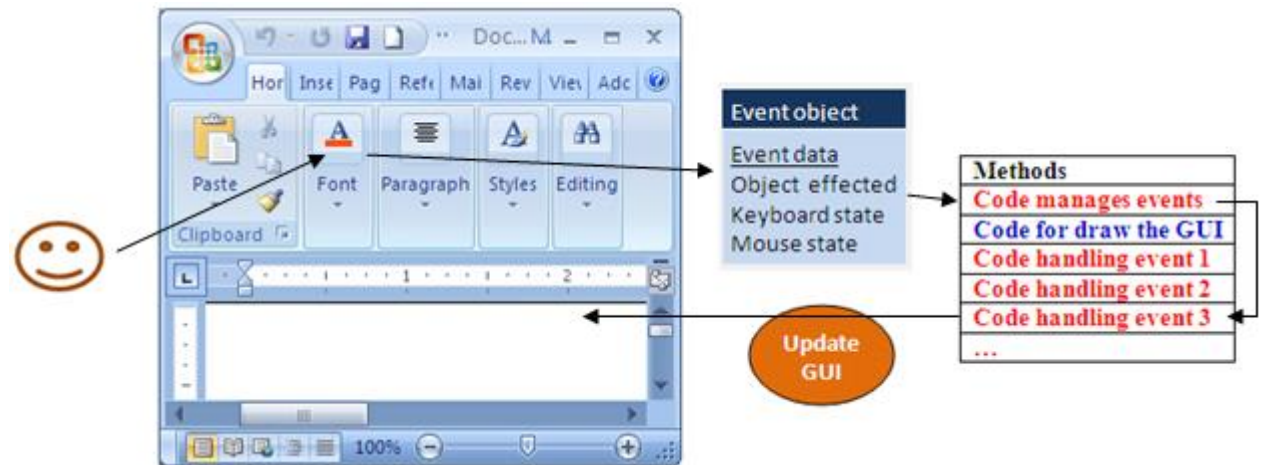 Doc...M
Hor Inse Pag Refe Mai Rev Viev Adc
Paste
Font
Paragraph
Styles
Editing
Clipboard
1 2
100%
Event object
Event data
Object effected
Keyboard state
Mouse state
Methods
Code manages events
Code for draw the GUI
Code handling event 1
Code handling event 2
Code handling event 3
...
Update
GUI